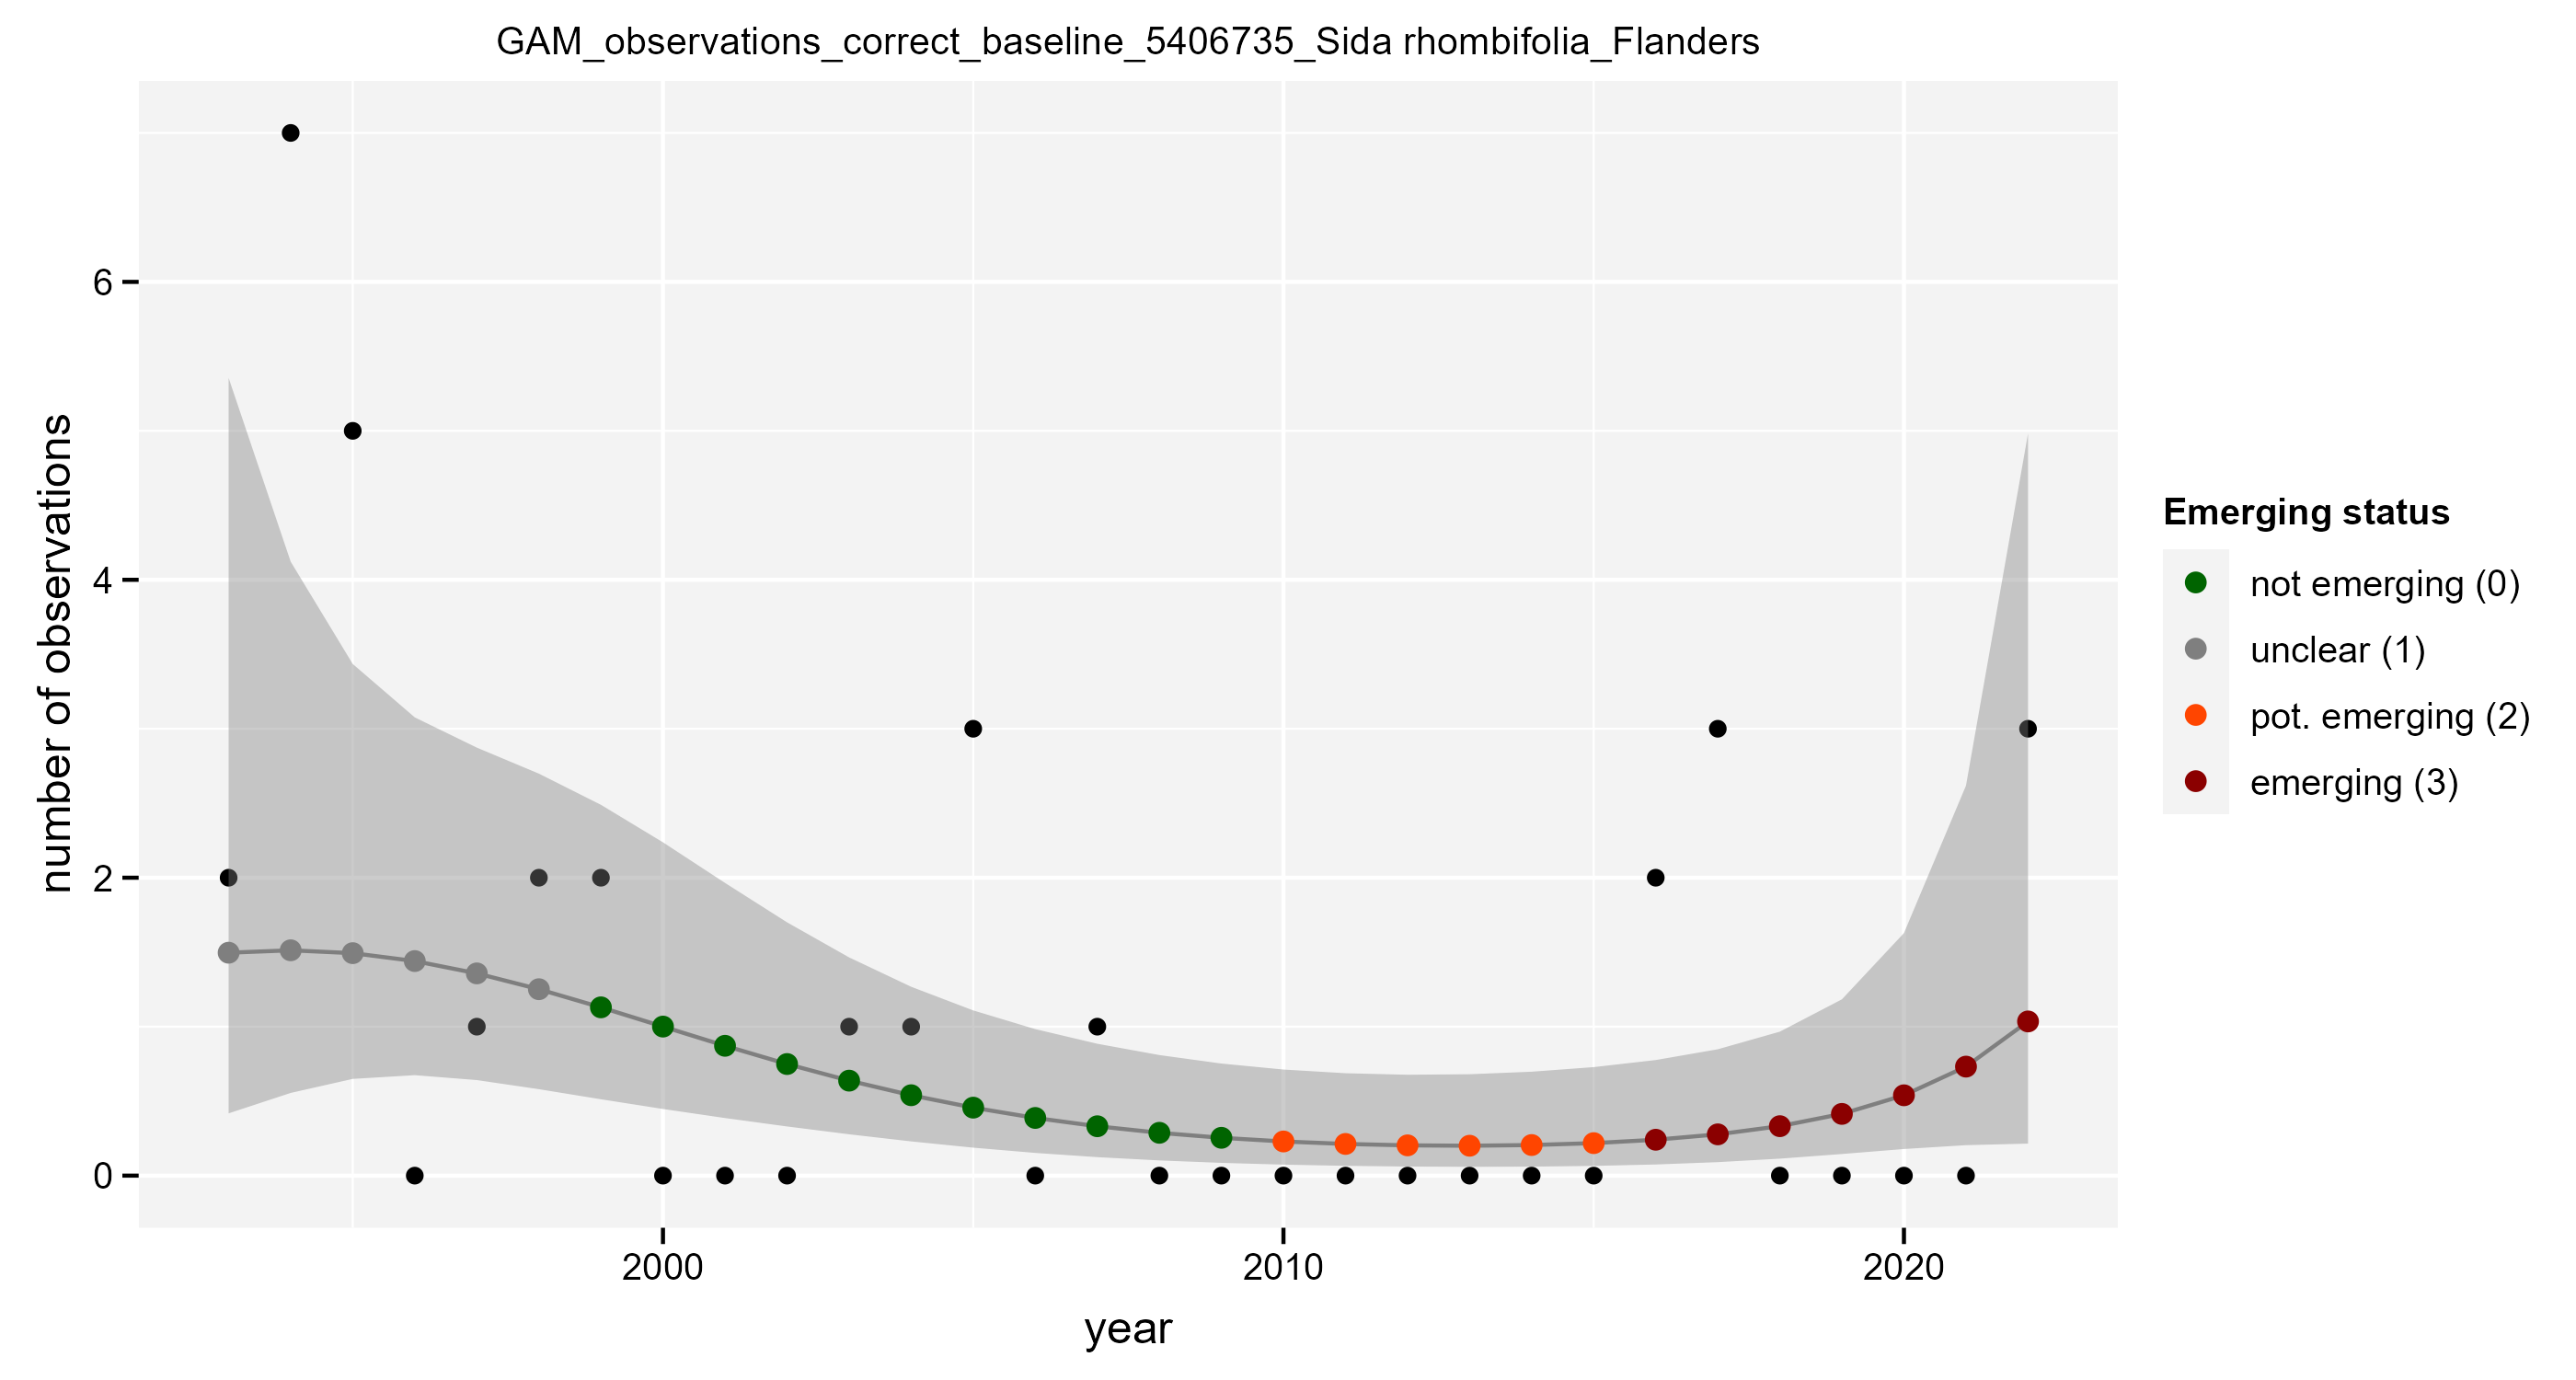 GAM_observations_correct_baseline_5406735_Sida rhombifolia_Flanders
number of observations
6
4
2
0
2000
2010
2020
year
Emerging status
not emerging (0)
unclear (1)
pot. emerging (2)
emerging (3)